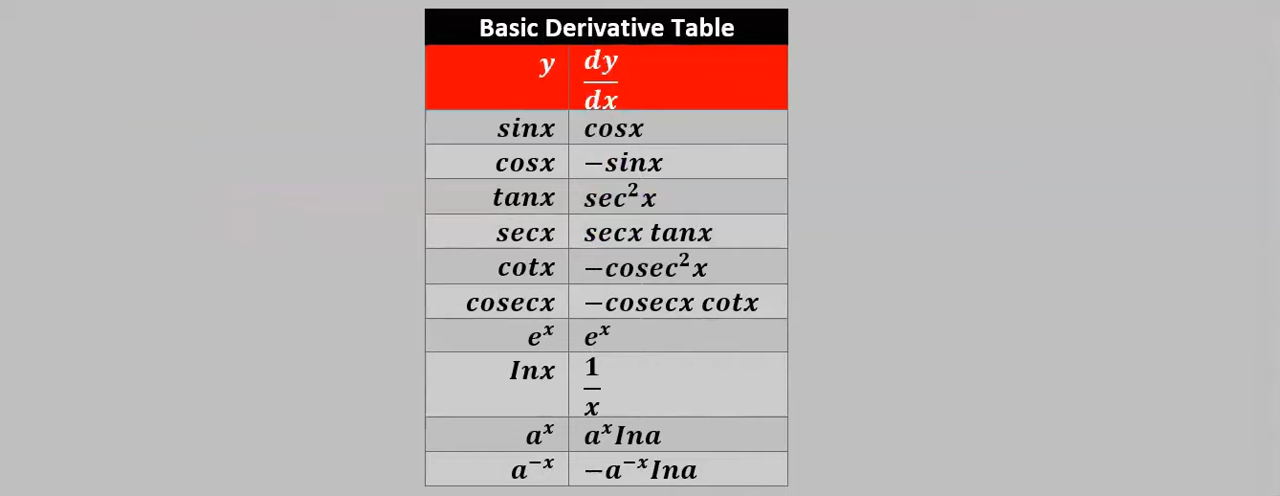 Basic Derivative Table
y dy/dx
sinx cosx
cosx −sinx
tanx sec²x
secx secx tanx
cotx −cosec²x
cosecx −cosecx cotx
eˣ eˣ
Inx 1/x
aˣ aˣIna
a⁻ˣ −a⁻ˣIna